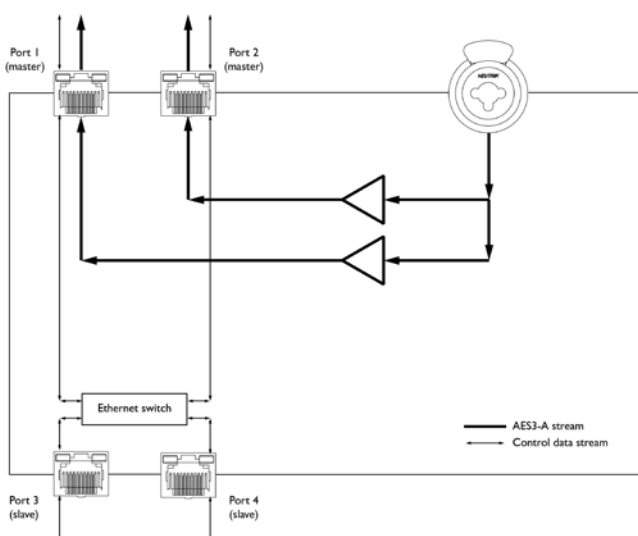 Port 1
(master)
Port 2
(master)
NEUTRIK
Ethernet switch
AES3-A stream
Control data stream
Port 3
(slave)
Port 4
(slave)